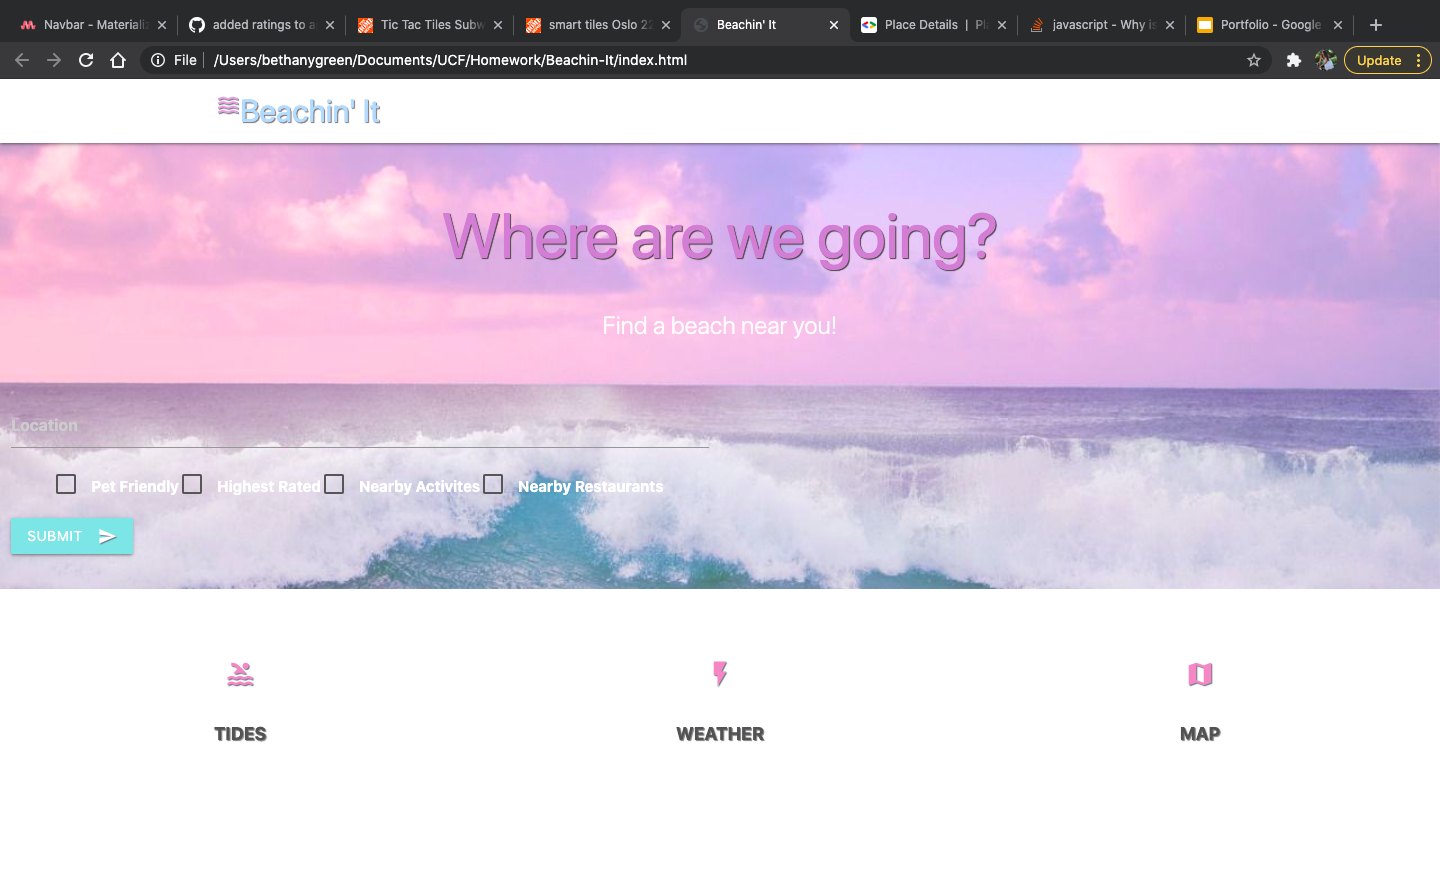 Navbar - Materializ
added ratings to a
Tic Tac Tiles Subw
smart tiles Oslo 22
Beachin' It
Place Details | Pl
javascript - Why is
Portfolio - Google
File
/Users/bethanygreen/Documents/UCF/Homework/Beachin-It/index.html
Update
Beachin' It
Where are we going?
Find a beach near you!
Location
Pet Friendly Highest Rated Nearby Activites Nearby Restaurants
SUBMIT
TIDES WEATHER MAP